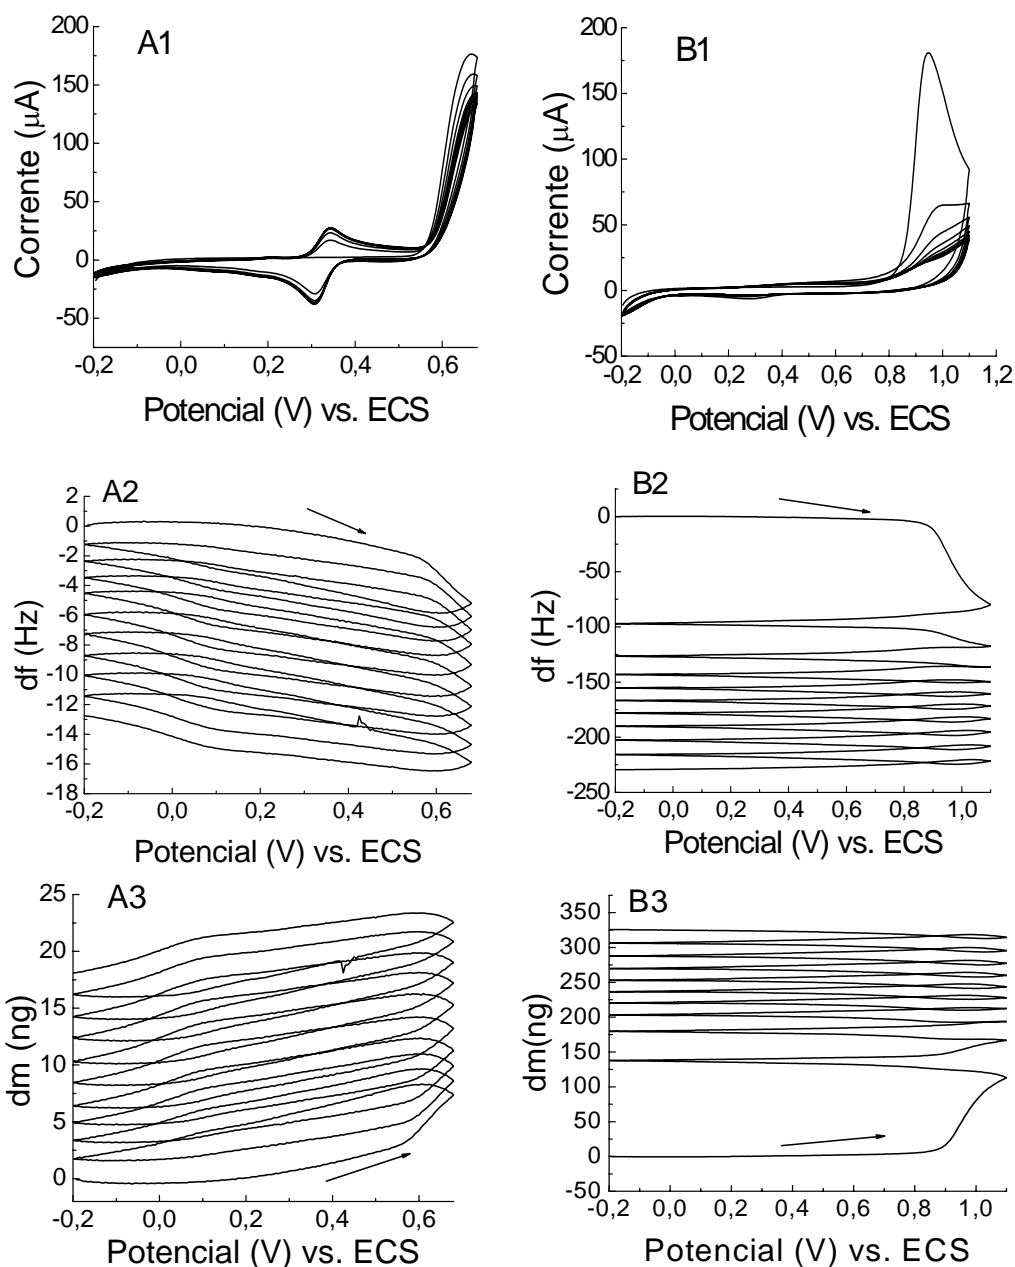 A1
200
150
100
50
0
-50
Corrente (μA)
-0,2 0,0 0,2 0,4 0,6
Potencial (V) vs. ECS
B1
200
150
100
50
0
-50
Corrente (μA)
-0,2 0,0 0,2 0,4 0,6 0,8 1,0 1,2
Potencial (V) vs. ECS
A2
2
0
-2
-4
-6
-8
-10
-12
-14
-16
-18
df (Hz)
-0,2 0,0 0,2 0,4 0,6
Potencial (V) vs. ECS
B2
0
-50
-100
-150
-200
-250
df (Hz)
-0,2 0,0 0,2 0,4 0,6 0,8 1,0
Potencial (V) vs. ECS
A3
25
20
15
10
5
0
dm (ng)
-0,2 0,0 0,2 0,4 0,6
Potencial (V) vs. ECS
B3
350
300
250
200
150
100
50
0
-50
dm(ng)
-0,2 0,0 0,2 0,4 0,6 0,8 1,0
Potencial (V) vs. ECS